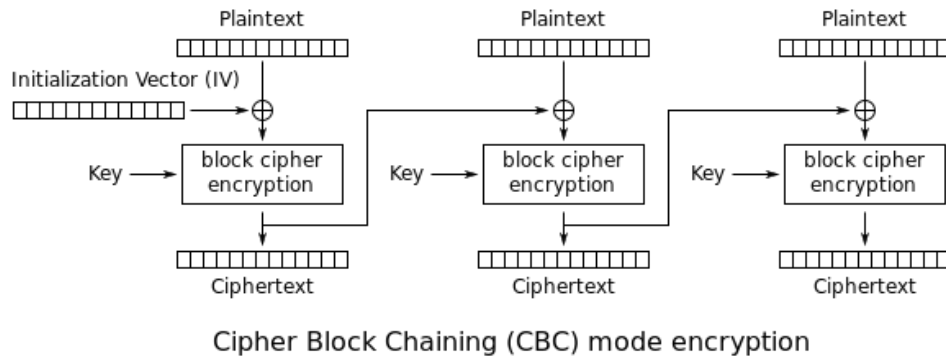 Plaintext Plaintext Plaintext
Initialization Vector (IV)
Key block cipher encryption Key block cipher encryption Key block cipher encryption
Ciphertext Ciphertext Ciphertext
Cipher Block Chaining (CBC) mode encryption